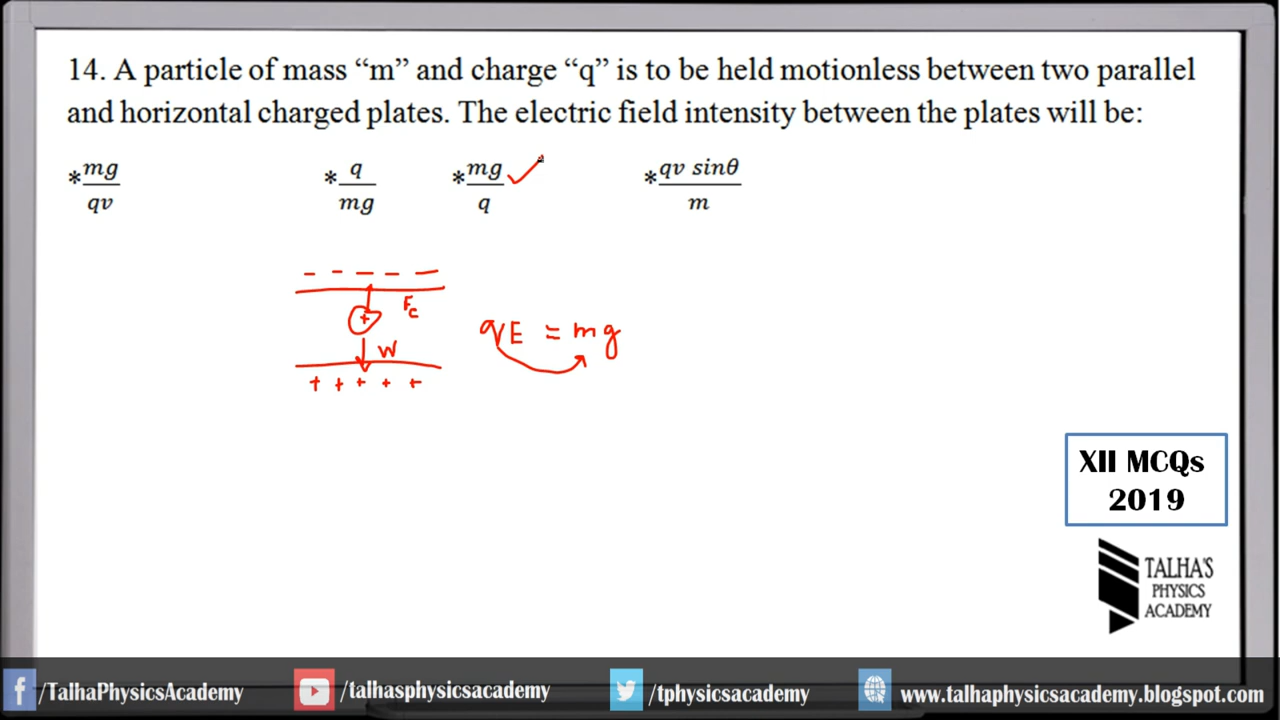 14. A particle of mass “m” and charge “q” is to be held motionless between two parallel
and horizontal charged plates. The electric field intensity between the plates will be:
*mg/qv *q/mg *mg/q ✓ *qv sinθ/m
− − − − −
+ Fc
W
qE = mg
+ + + + +
XII MCQs
2019
TALHA'S
PHYSICS
ACADEMY
/TalhaPhysicsAcademy /talhasphysicsacademy /tphysicsacademy www.talhaphysicsacademy.blogspot.com